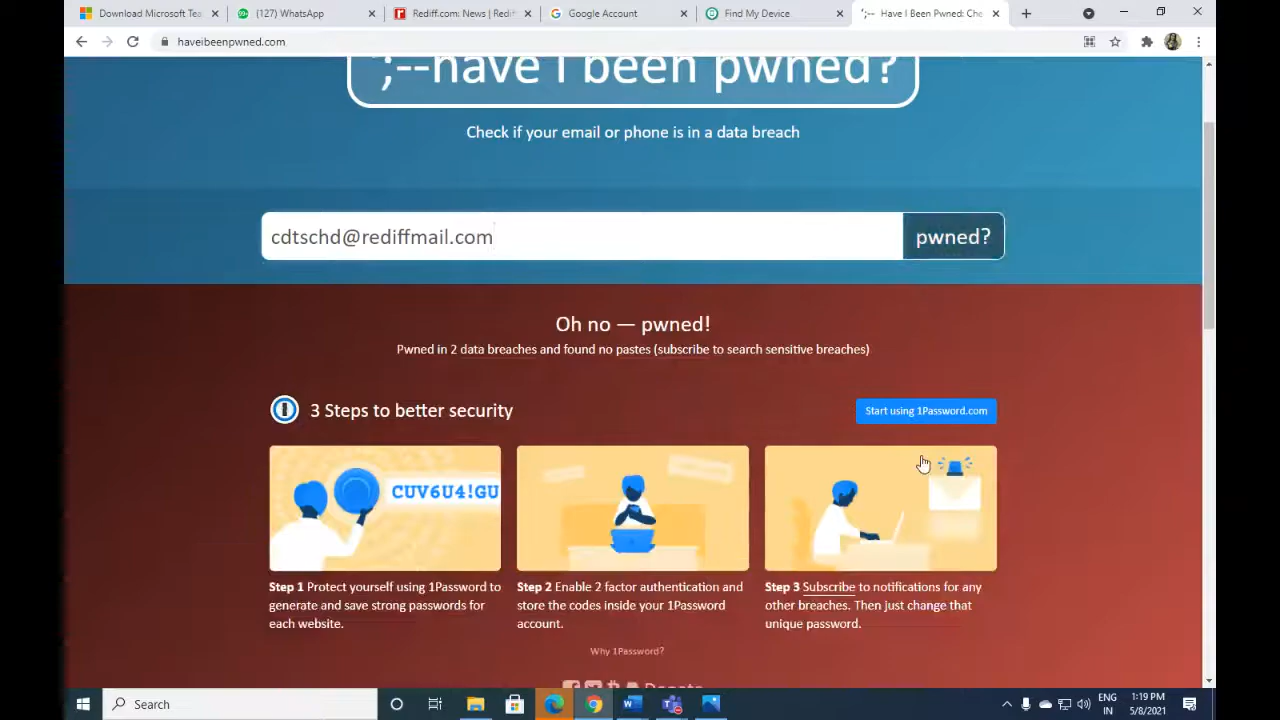 Download Microsoft Tea
(127) WhatsApp
Rediff.com: News | Rediff
Google Account
Find My Device
Have I Been Pwned: Che
haveibeenpwned.com
';--have i been pwned?
Check if your email or phone is in a data breach
cdtschd@rediffmail.com
pwned?
Oh no — pwned!
Pwned in 2 data breaches and found no pastes (subscribe to search sensitive breaches)
3 Steps to better security
Start using 1Password.com
CUV6U4!GU
Step 1 Protect yourself using 1Password to
generate and save strong passwords for
each website.
Step 2 Enable 2 factor authentication and
store the codes inside your 1Password
account.
Step 3 Subscribe to notifications for any
other breaches. Then just change that
unique password.
Why 1Password?
Donate
Search
ENG
IN
1:19 PM
5/8/2021